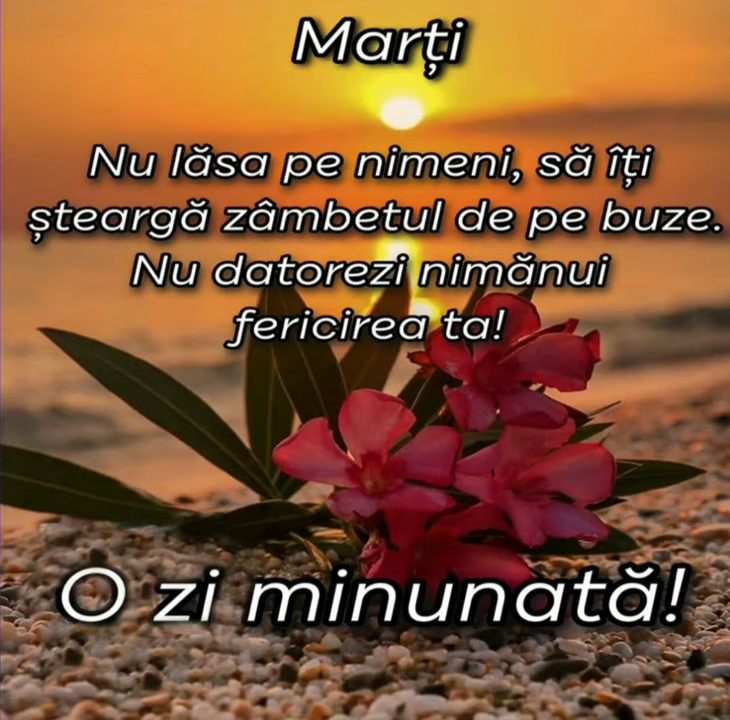 Marți
Nu lăsa pe nimeni, să îți
șteargă zâmbetul de pe buze.
Nu datorezi nimănui
fericirea ta!
O zi minunată!